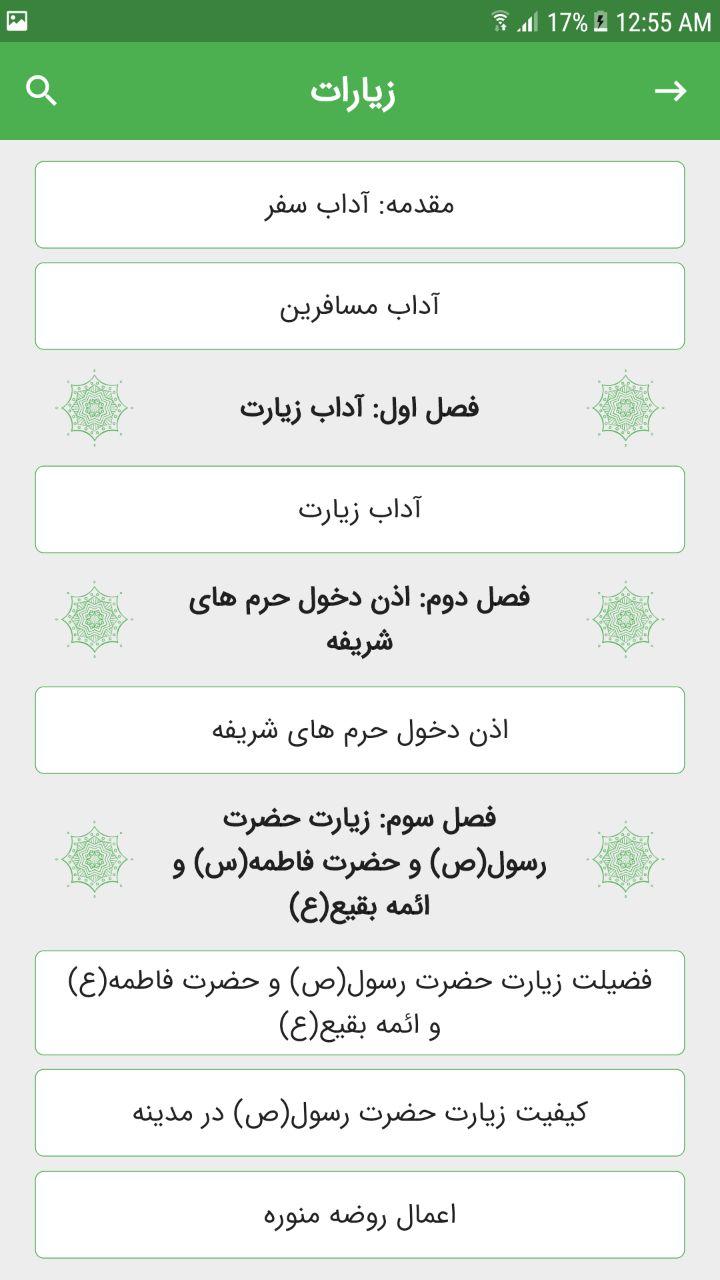 17% 12:55 AM
زیارات
مقدمه: آداب سفر
آداب مسافرین
فصل اول: آداب زیارت
آداب زیارت
فصل دوم: اذن دخول حرم های
شریفه
اذن دخول حرم های شریفه
فصل سوم: زیارت حضرت
رسول(ص) و حضرت فاطمه(س) و
ائمه بقیع(ع)
فضیلت زیارت حضرت رسول(ص) و حضرت فاطمه(ع)
و ائمه بقیع(ع)
کیفیت زیارت حضرت رسول(ص) در مدینه
اعمال روضه منوره